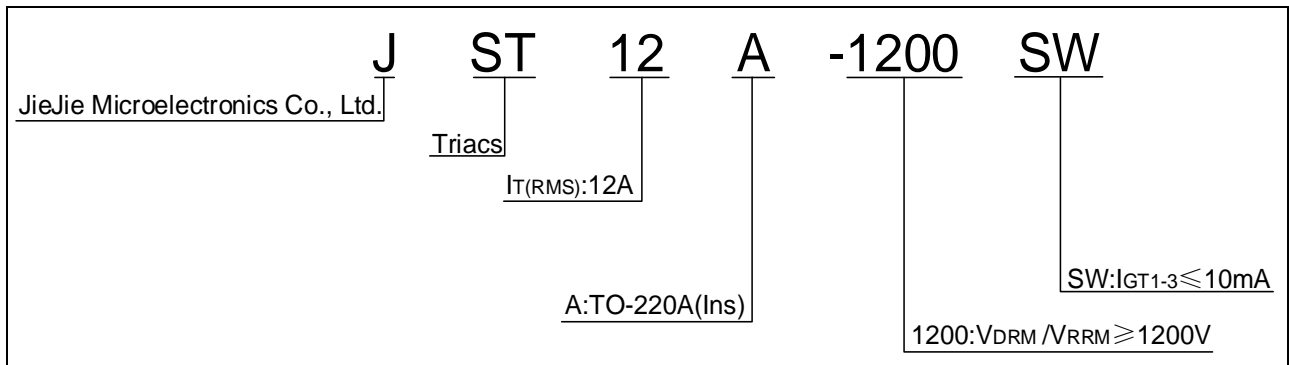 J ST 12 A -1200 SW
JieJie Microelectronics Co., Ltd.
Triacs
IT(RMS):12A
SW:IGT1-3≤10mA
A:TO-220A(Ins)
1200:VDRM /VRRM≥1200V